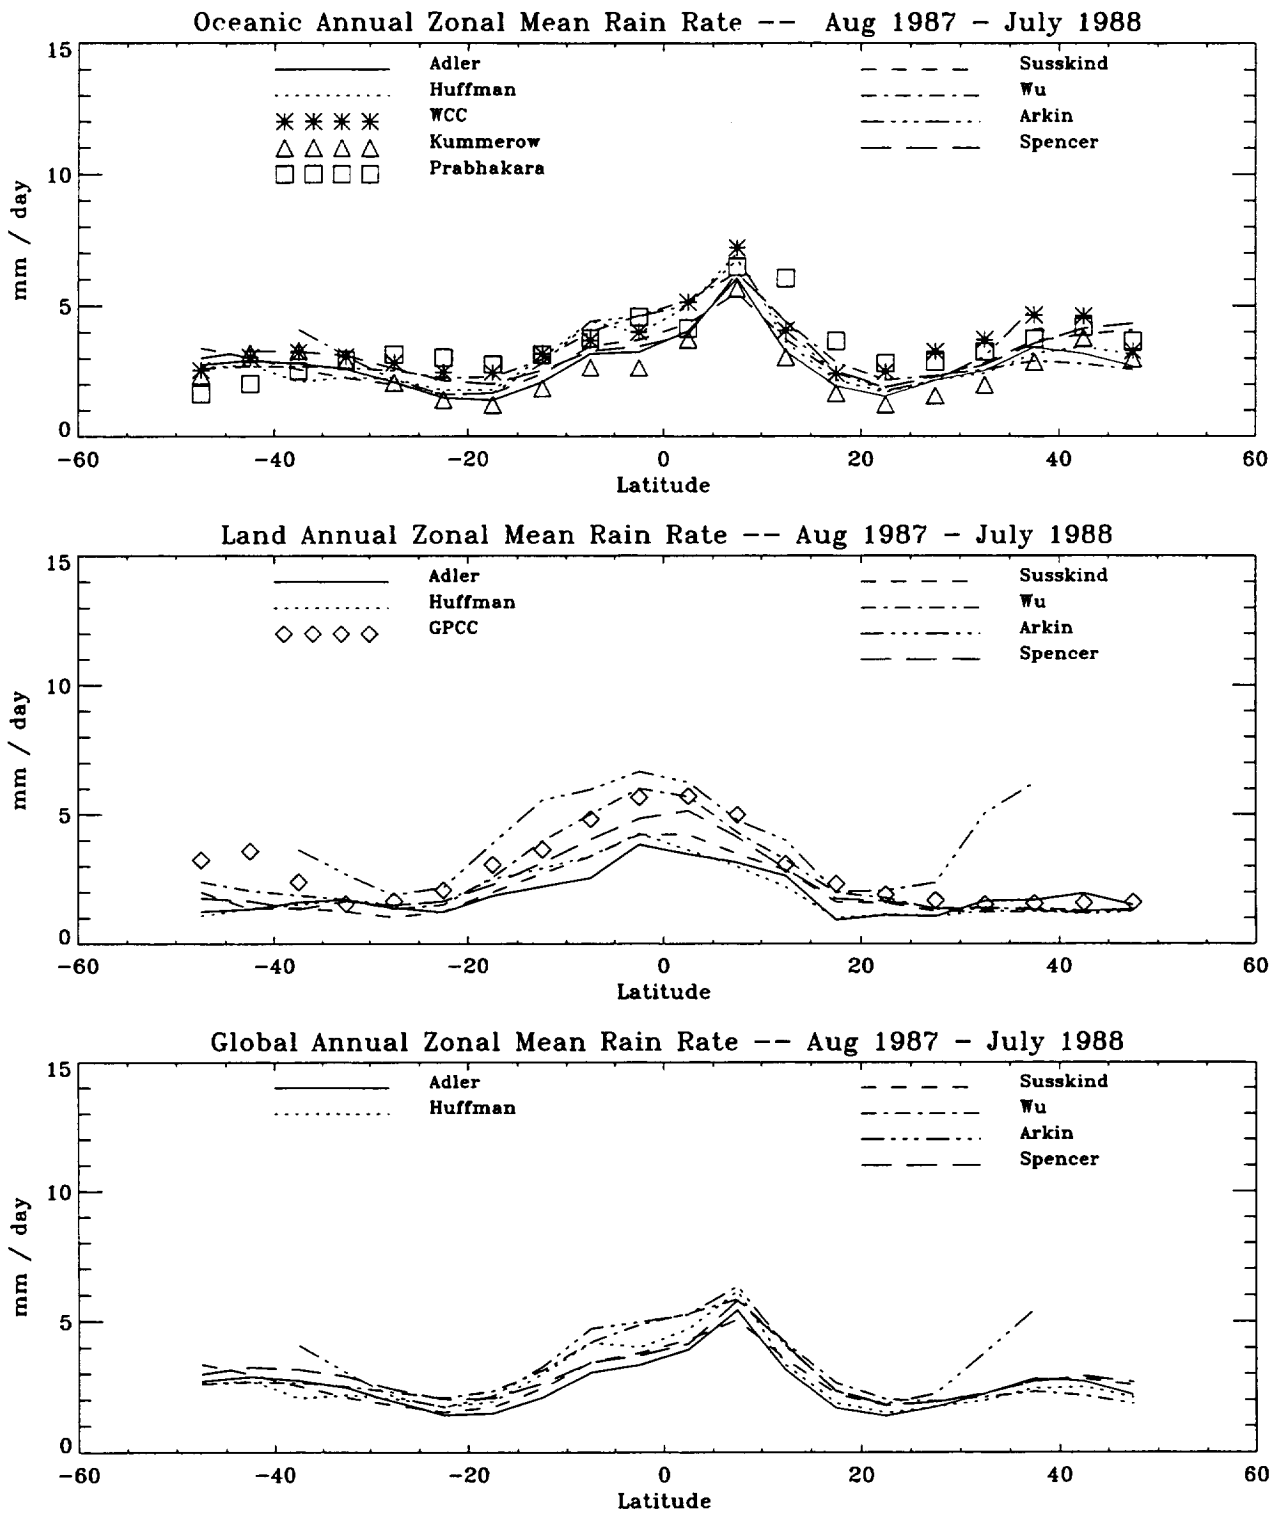 Oceanic Annual Zonal Mean Rain Rate -- Aug 1987 - July 1988
15
10
5
0
mm / day
Adler
Huffman
WCC
Kummerow
Prabhakara
Susskind
Wu
Arkin
Spencer
-60 -40 -20 0 20 40 60
Latitude
Land Annual Zonal Mean Rain Rate -- Aug 1987 - July 1988
15
10
5
0
mm / day
Adler
Huffman
GPCC
Susskind
Wu
Arkin
Spencer
-60 -40 -20 0 20 40 60
Latitude
Global Annual Zonal Mean Rain Rate -- Aug 1987 - July 1988
15
10
5
0
mm / day
Adler
Huffman
Susskind
Wu
Arkin
Spencer
-60 -40 -20 0 20 40 60
Latitude